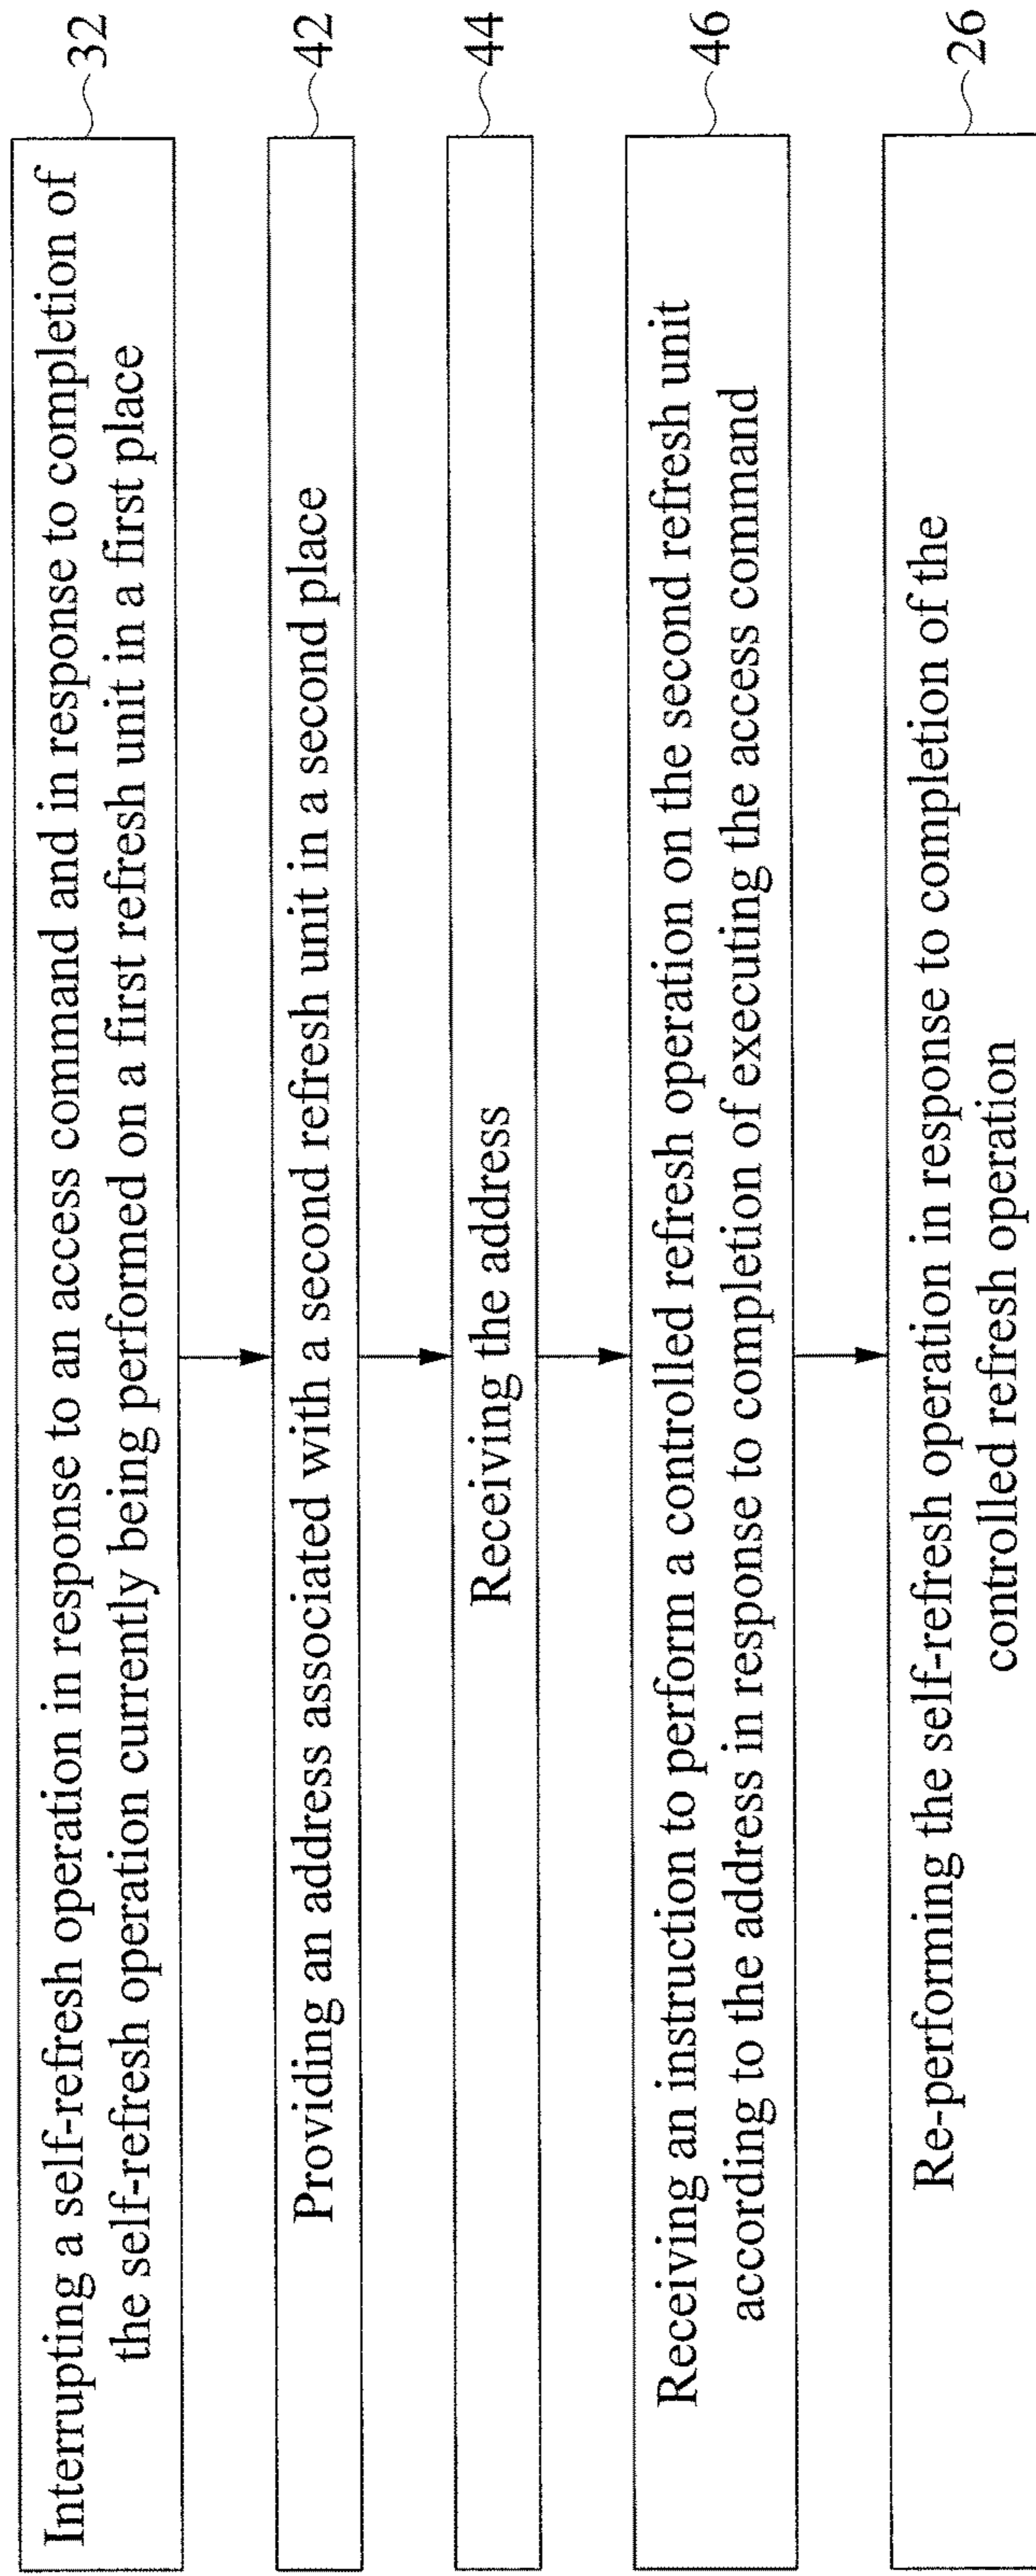 Interrupting a self-refresh operation in response to an access command and in response to completion of
the self-refresh operation currently being performed on a first refresh unit in a first place
32
Providing an address associated with a second refresh unit in a second place
42
Receiving the address
44
Receiving an instruction to perform a controlled refresh operation on the second refresh unit
according to the address in response to completion of executing the access command
46
Re-performing the self-refresh operation in response to completion of the
controlled refresh operation
26